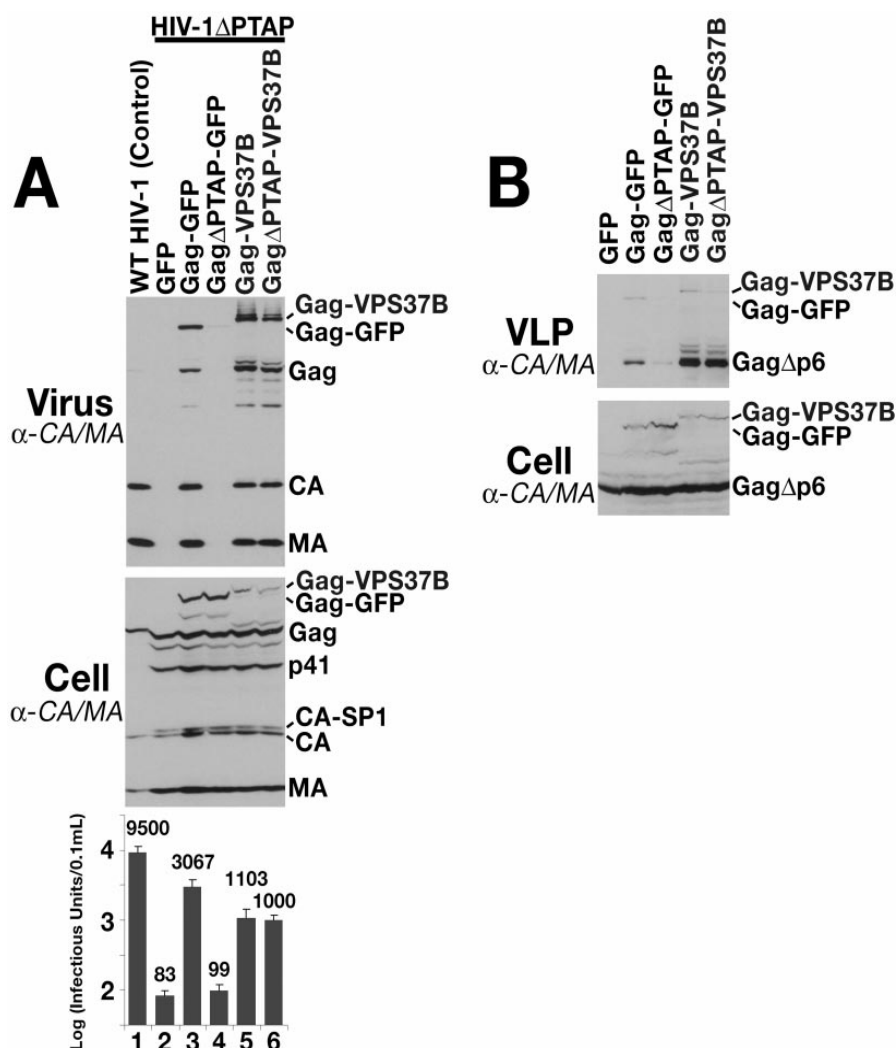 HIV-1ΔPTAP
A
WT HIV-1 (Control)
GFP
Gag-GFP
GagΔPTAP-GFP
Gag-VPS37B
GagΔPTAP-VPS37B
Virus
α-CA/MA
Gag-VPS37B
Gag-GFP
Gag
CA
MA
Cell
α-CA/MA
Gag-VPS37B
Gag-GFP
Gag
p41
CA-SP1
CA
MA
Log (Infectious Units/0.1mL)
4
3
2
9500
83
3067
99
1103
1000
1 2 3 4 5 6
B
GFP
Gag-GFP
GagΔPTAP-GFP
Gag-VPS37B
GagΔPTAP-VPS37B
VLP
α-CA/MA
Gag-VPS37B
Gag-GFP
GagΔp6
Cell
α-CA/MA
Gag-VPS37B
Gag-GFP
GagΔp6